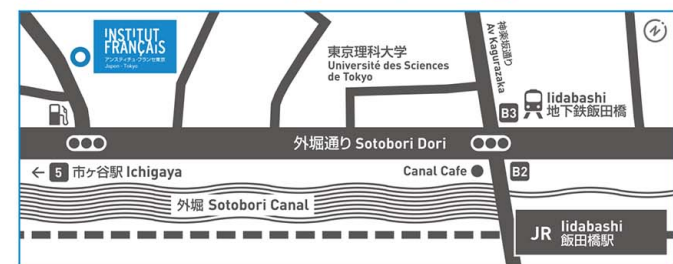 INSTITUT
FRANÇAIS
アンスティチュ・フランセ東京
Japon - Tokyo
東京理科大学
Université des Sciences
de Tokyo
神楽坂通り
Av Kagurazaka
B3
Iidabashi
地下鉄飯田橋
外堀通り Sotobori Dori
← 5 市ヶ谷駅 Ichigaya
Canal Cafe
B2
外堀 Sotobori Canal
JR
Iidabashi
飯田橋駅